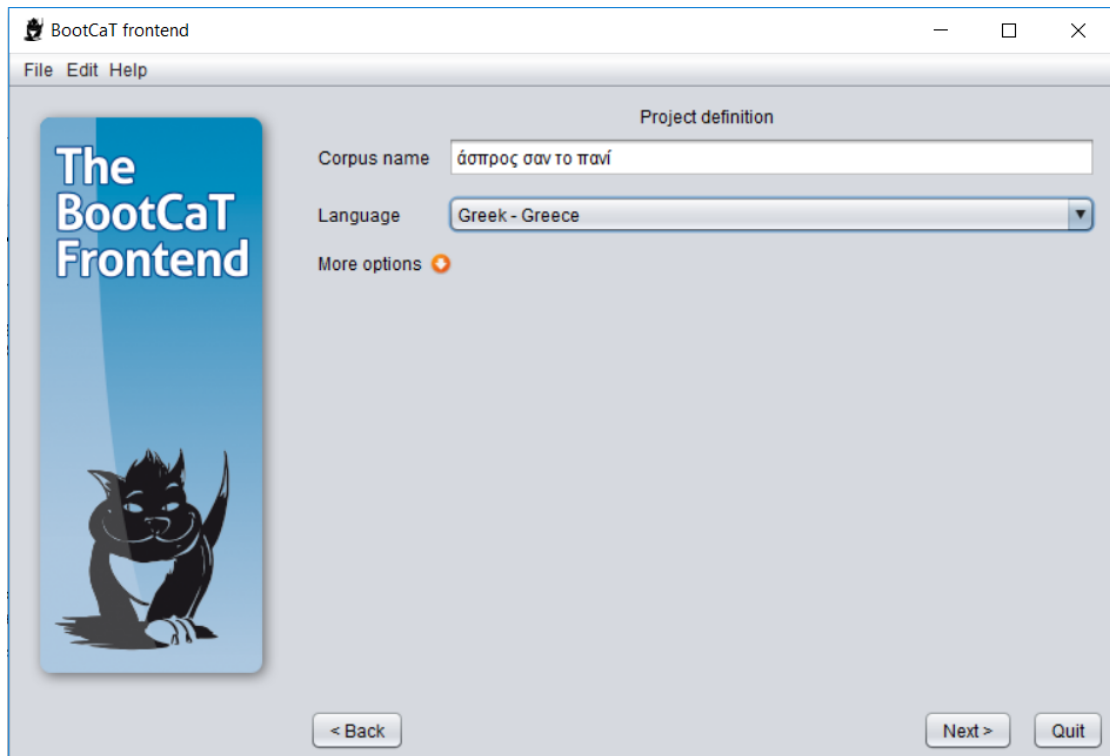 BootCaT frontend
File Edit Help
The
BootCaT
Frontend
Project definition
Corpus name άσπρος σαν το πανί
Language Greek - Greece
More options
< Back Next > Quit